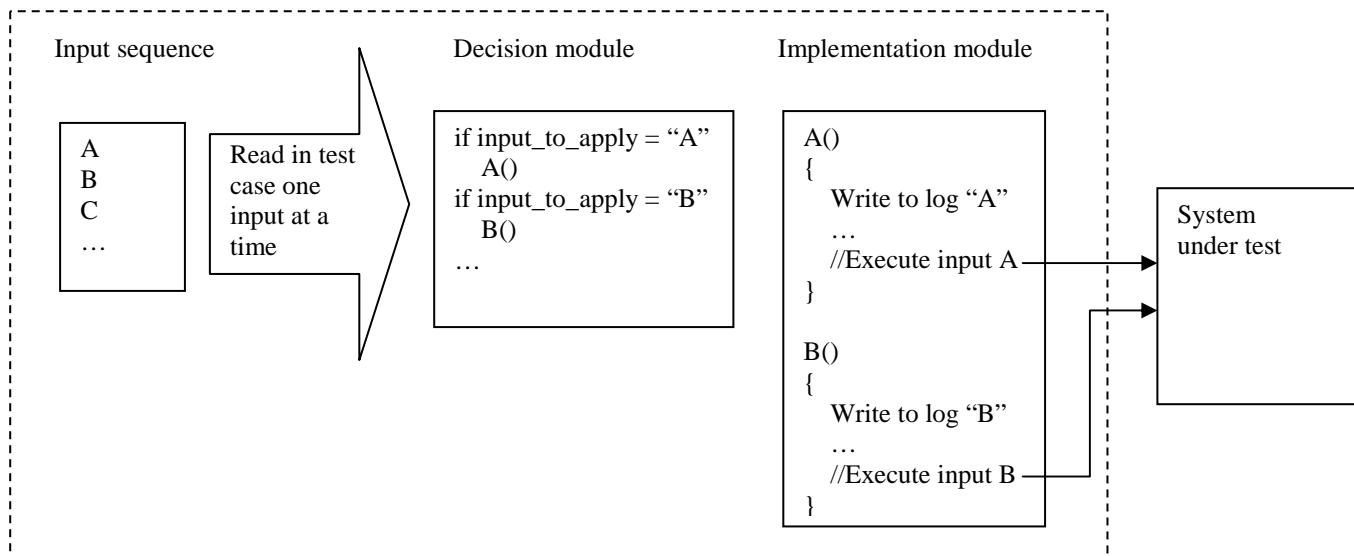 Input sequence
Decision module
Implementation module
A
B
C
…
Read in test
case one
input at a
time
if input_to_apply = “A”
A()
if input_to_apply = “B”
B()
…
A()
{
Write to log “A”
…
//Execute input A
}
B()
{
Write to log “B”
…
//Execute input B
}
System
under test